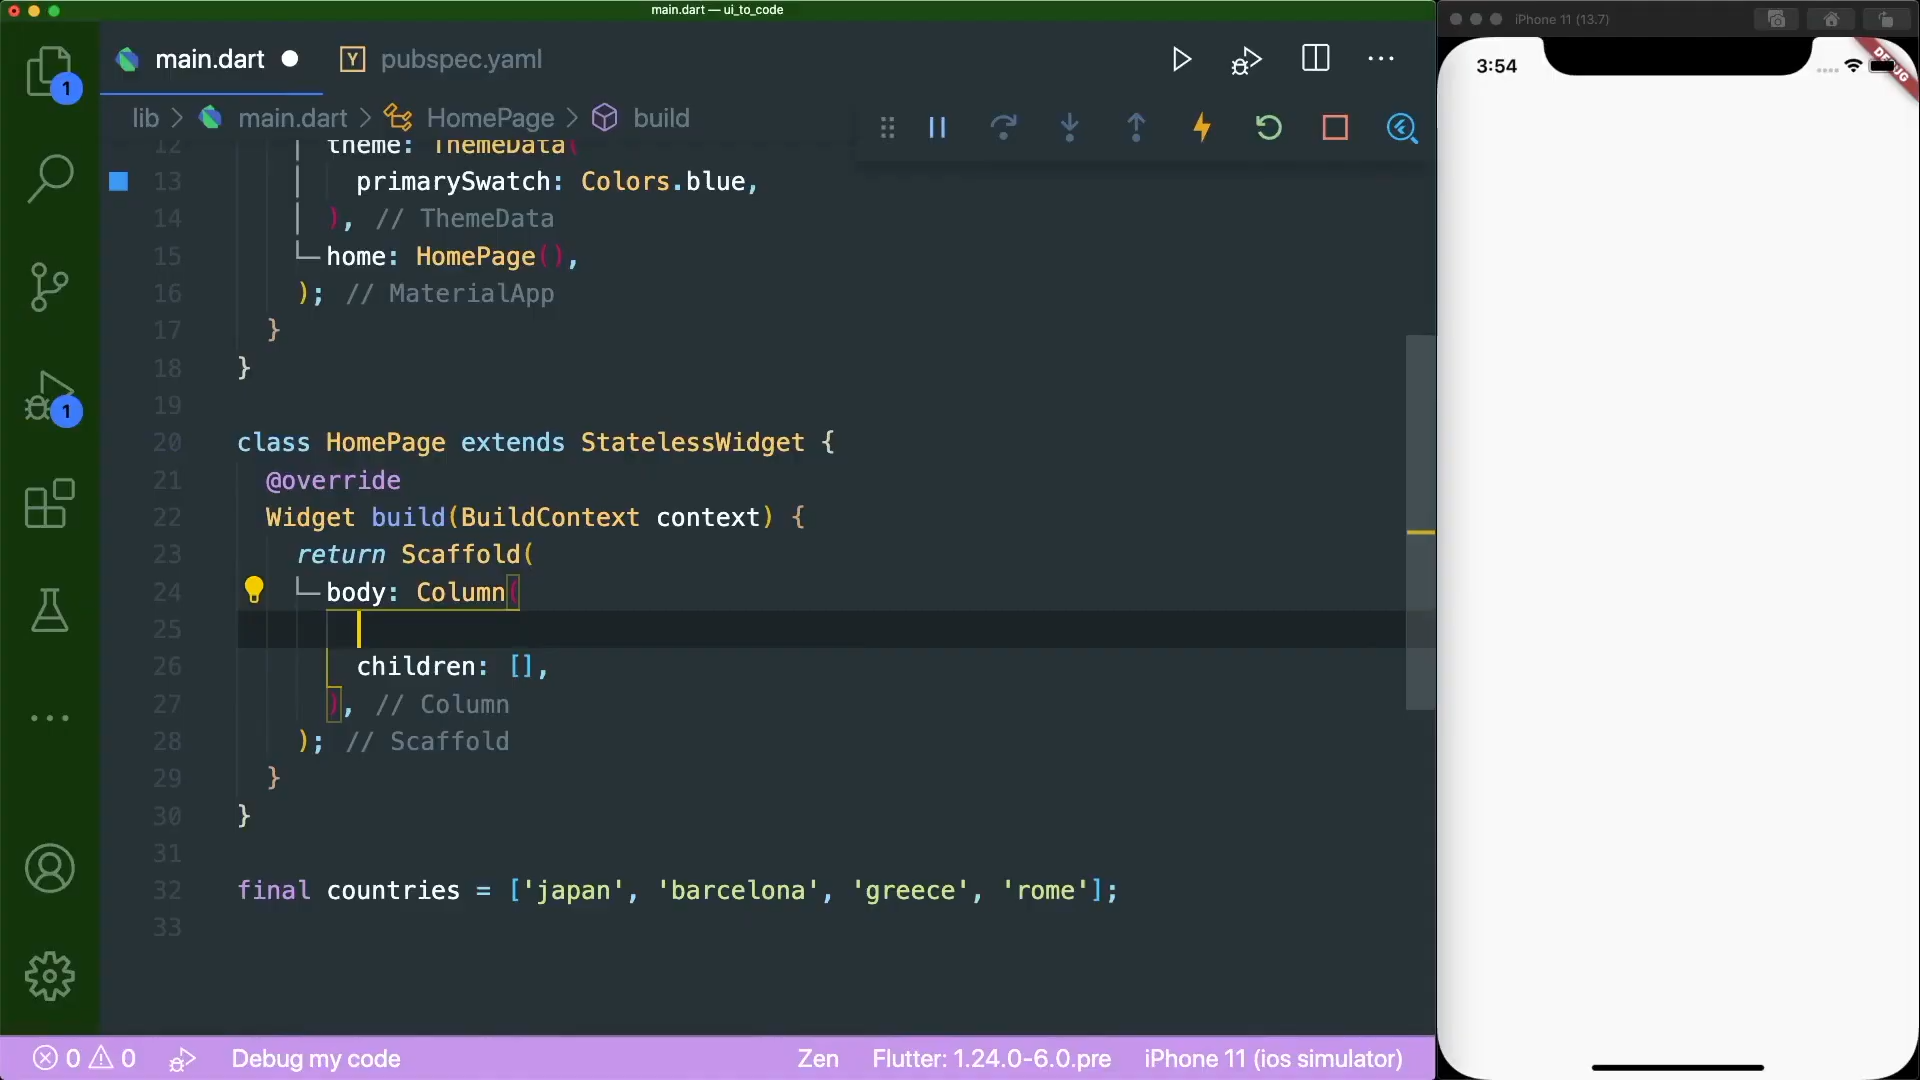 main.dart — ui_to_code
iPhone 11 (13.7)
1
main.dart
Y
pubspec.yaml
3:54
DEBUG
lib > main.dart > HomePage > build
12 theme: ThemeData(
13 primarySwatch: Colors.blue,
14 ), // ThemeData
15 home: HomePage(),
16 ); // MaterialApp
17 }
18 }
19
20 class HomePage extends StatelessWidget {
21 @override
22 Widget build(BuildContext context) {
23 return Scaffold(
24 body: Column(
25
26 children: [],
27 ), // Column
28 ); // Scaffold
29 }
30 }
31
32 final countries = ['japan', 'barcelona', 'greece', 'rome'];
33
1
0 0 Debug my code Zen Flutter: 1.24.0-6.0.pre iPhone 11 (ios simulator)